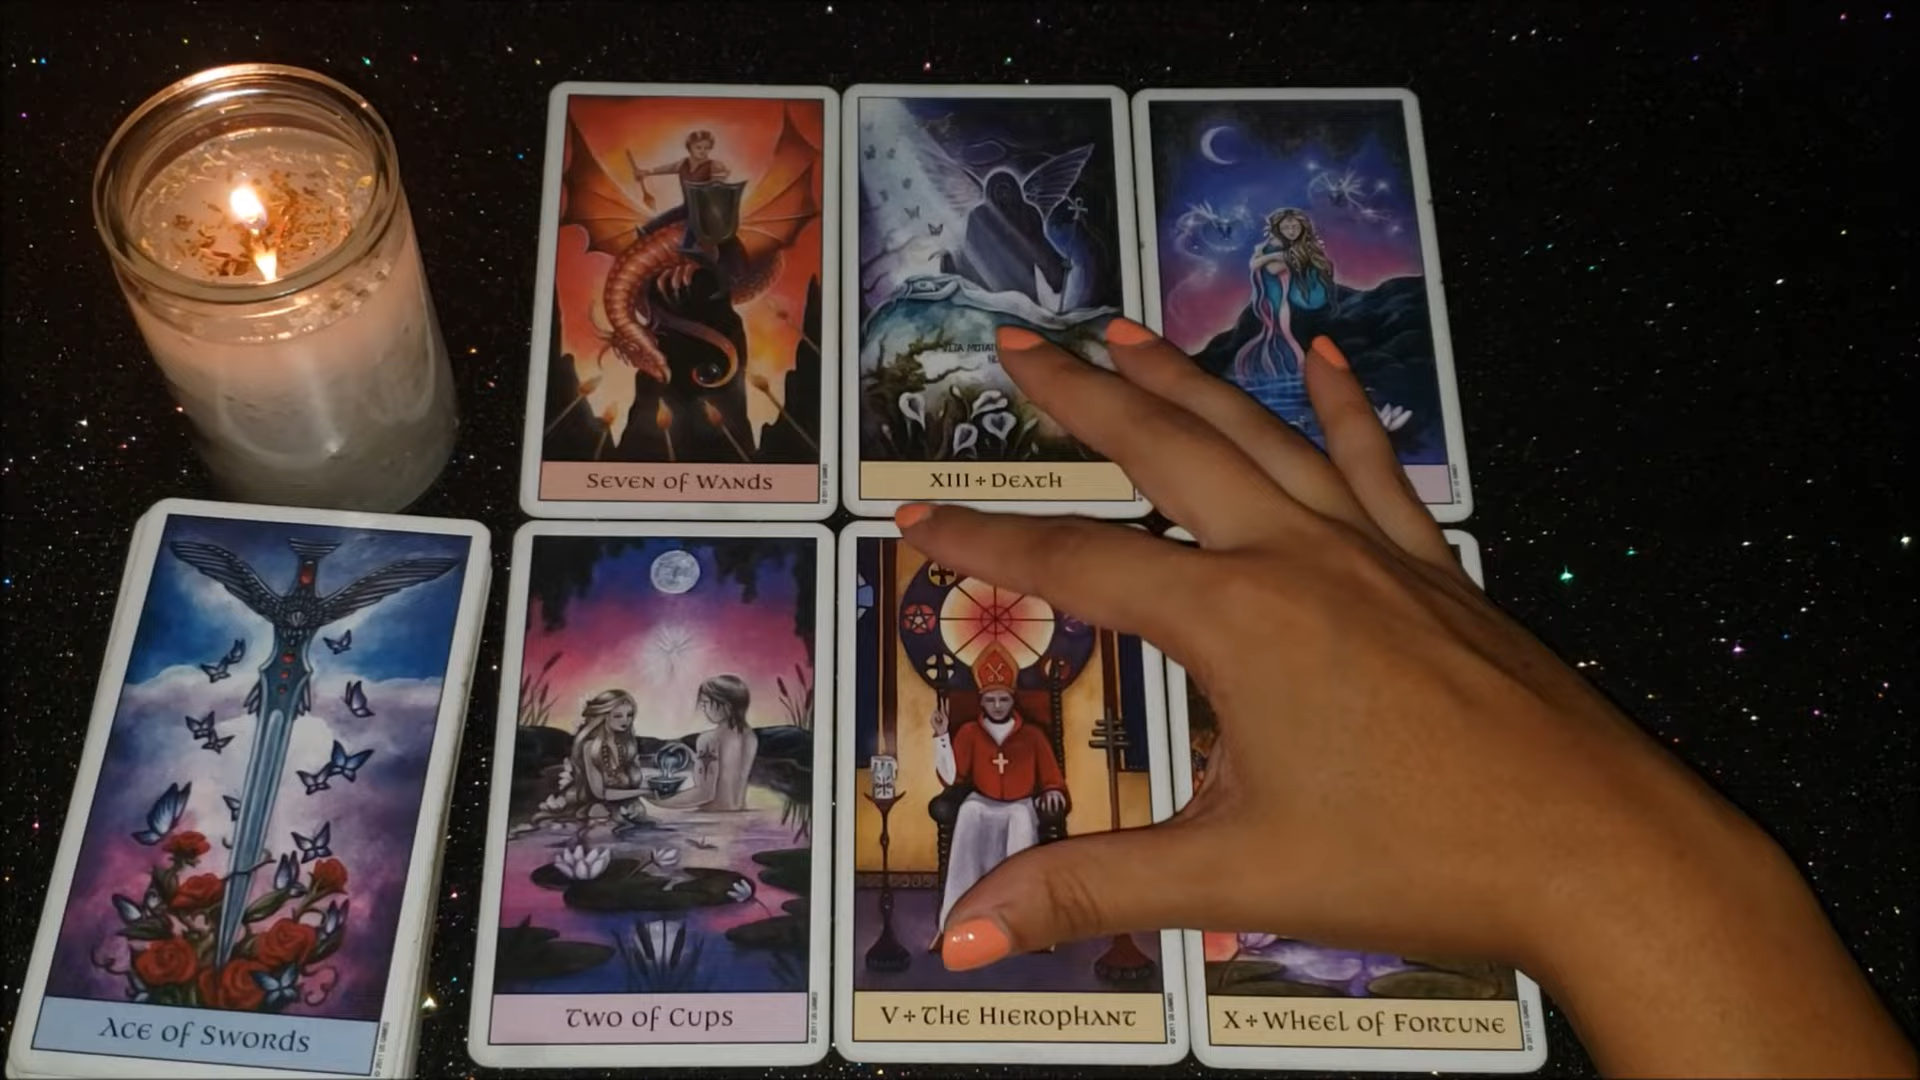 Seven of Wands
XIII + Death
Ace of Swords
Two of Cups
V + The Hierophant
X + Wheel of Fortune